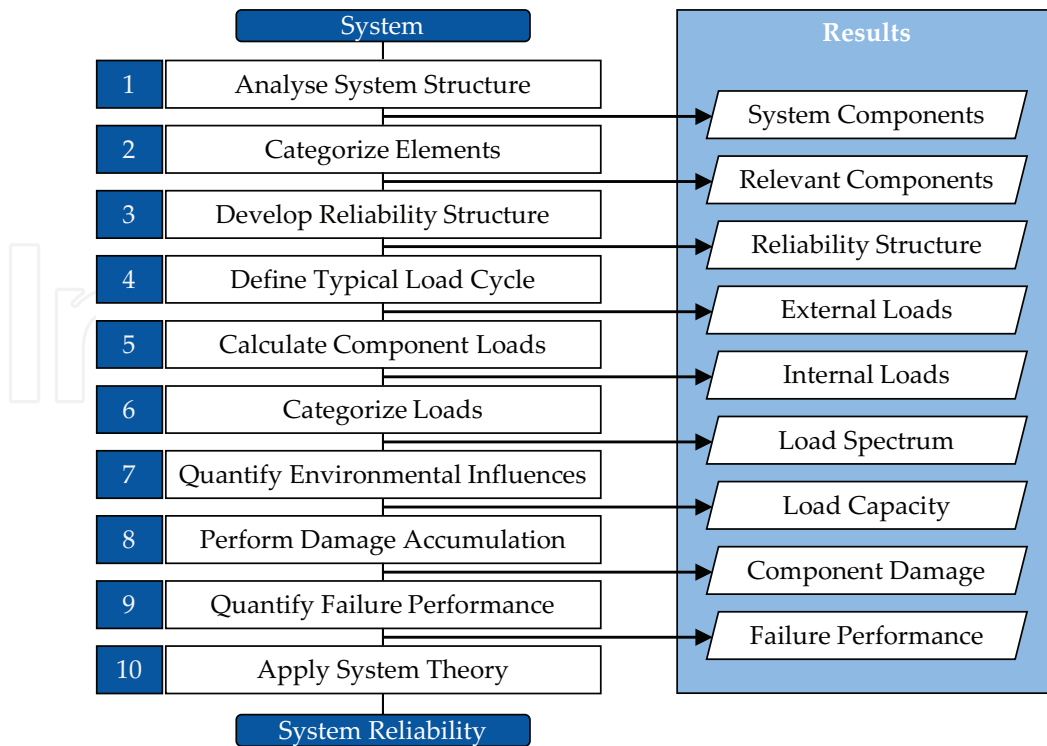 System
Results
1 Analyse System Structure
System Components
2 Categorize Elements
Relevant Components
3 Develop Reliability Structure
Reliability Structure
4 Define Typical Load Cycle
External Loads
5 Calculate Component Loads
Internal Loads
6 Categorize Loads
Load Spectrum
7 Quantify Environmental Influences
Load Capacity
8 Perform Damage Accumulation
Component Damage
9 Quantify Failure Performance
Failure Performance
10 Apply System Theory
System Reliability